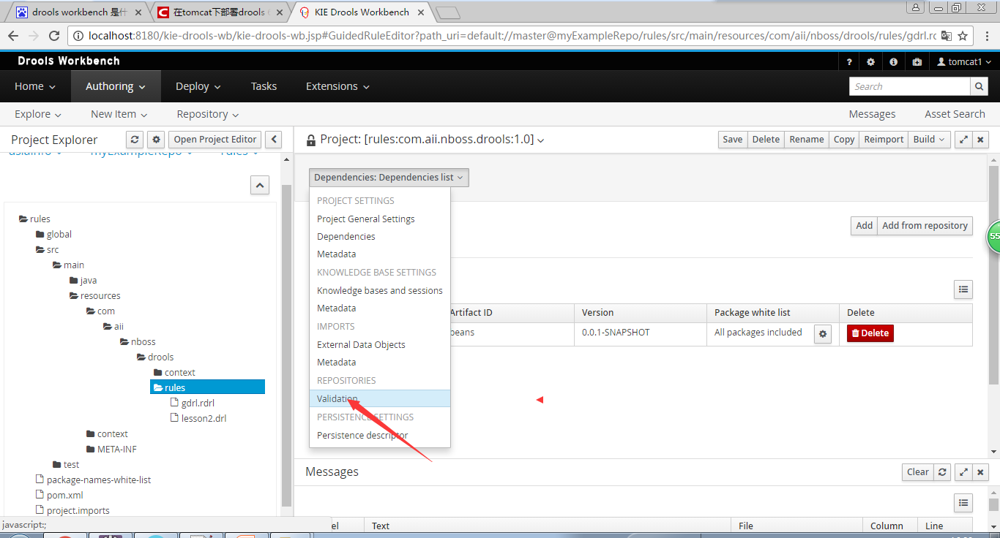 drools workbench 是什
在tomcat下部署drools
KIE Drools Workbench
localhost:8180/kie-drools-wb/kie-drools-wb.jsp#GuidedRuleEditor?path_uri=default://master@myExampleRepo/rules/src/main/resources/com/aii/nboss/drools/rules/gdrl.rd
Drools Workbench
tomcat1
Home
Authoring
Deploy
Tasks
Extensions
Search
Explore
New Item
Repository
Messages
Asset Search
Project Explorer
Open Project Editor
Project: [rules:com.aii.nboss.drools:1.0]
Save
Delete
Rename
Copy
Reimport
Build
asiainfo
myExampleRepo
rules
Dependencies: Dependencies list
PROJECT SETTINGS
Project General Settings
Dependencies
Metadata
KNOWLEDGE BASE SETTINGS
Knowledge bases and sessions
Metadata
IMPORTS
External Data Objects
Metadata
REPOSITORIES
Validation
PERSISTENCE SETTINGS
Persistence descriptor
Add
Add from repository
55
Artifact ID
Version
Package white list
Delete
beans
0.0.1-SNAPSHOT
All packages included
Delete
rules
global
src
main
java
resources
com
aii
nboss
drools
context
rules
gdrl.rdrl
lesson2.drl
context
META-INF
test
package-names-white-list
pom.xml
project.imports
Messages
Clear
el
Text
File
Column
Line
javascript:;